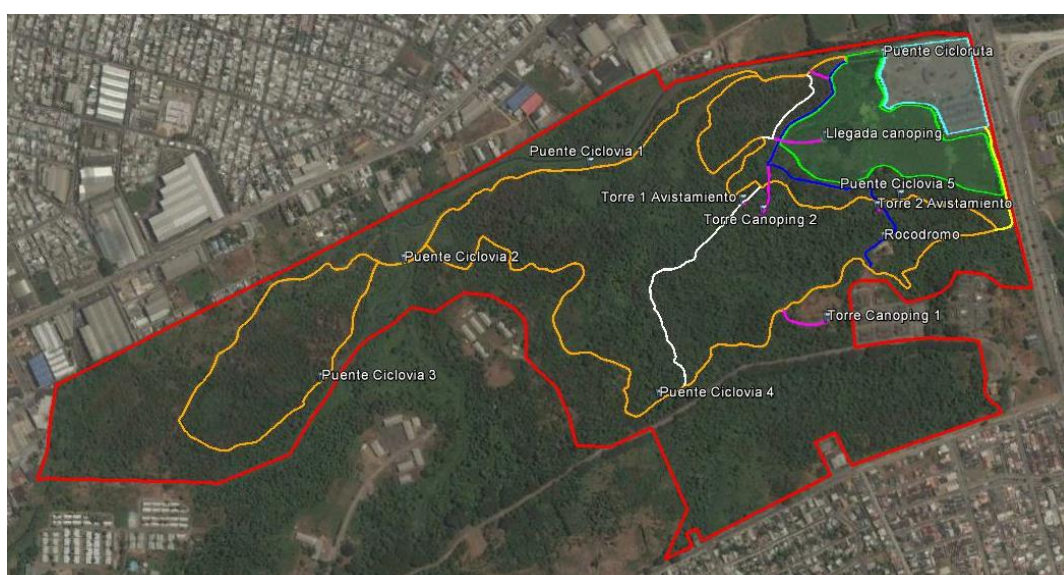 Puente Cicloruta
Llegada canoping
Puente Ciclovia 1
Puente Ciclovia 5
Torre 1 Avistamiento
Torre 2 Avistamiento
Torre Canoping 2
Rocodromo
Puente Ciclovia 2
Torre Canoping 1
Puente Ciclovia 3
Puente Ciclovia 4